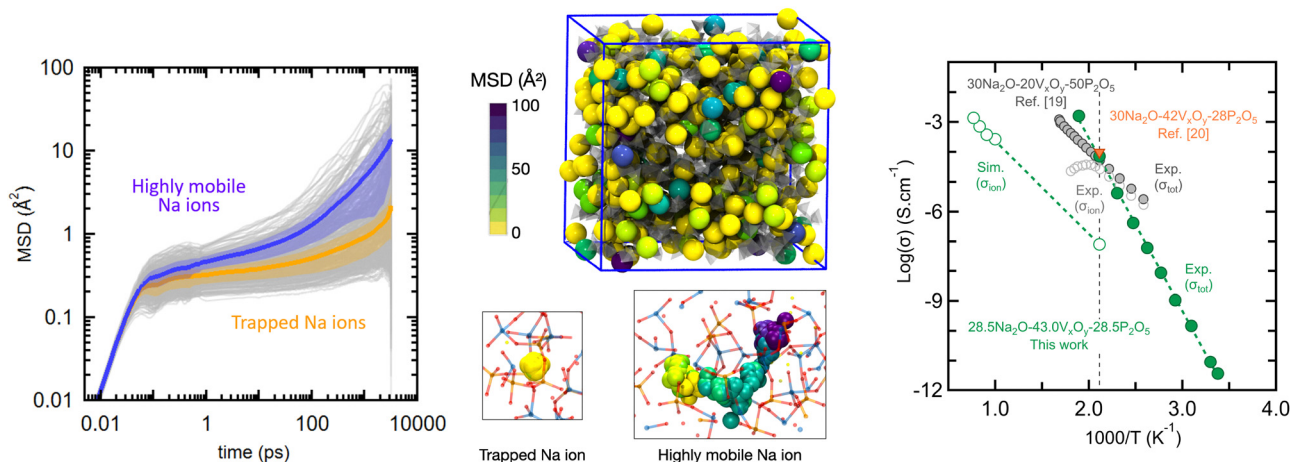 100
10
1
0.1
0.01
MSD (Å²)
Highly mobile
Na ions
Trapped Na ions
0.01
1
100
10000
time (ps)
MSD (Å²)
100
50
0
Trapped Na ion
Highly mobile Na ion
-3
-6
-9
-12
Log(σ) (S.cm⁻¹)
30Na₂O-20VₓOᵧ-50P₂O₅
Ref. [19]
30Na₂O-42VₓOᵧ-28P₂O₅
Ref. [20]
Sim.
(σᵢₒₙ)
Exp.
(σᵢₒₙ)
Exp.
(σₜₒₜ)
Exp.
(σₜₒₜ)
28.5Na₂O-43.0VₓOᵧ-28.5P₂O₅
This work
1.0
2.0
3.0
4.0
1000/T (K⁻¹)